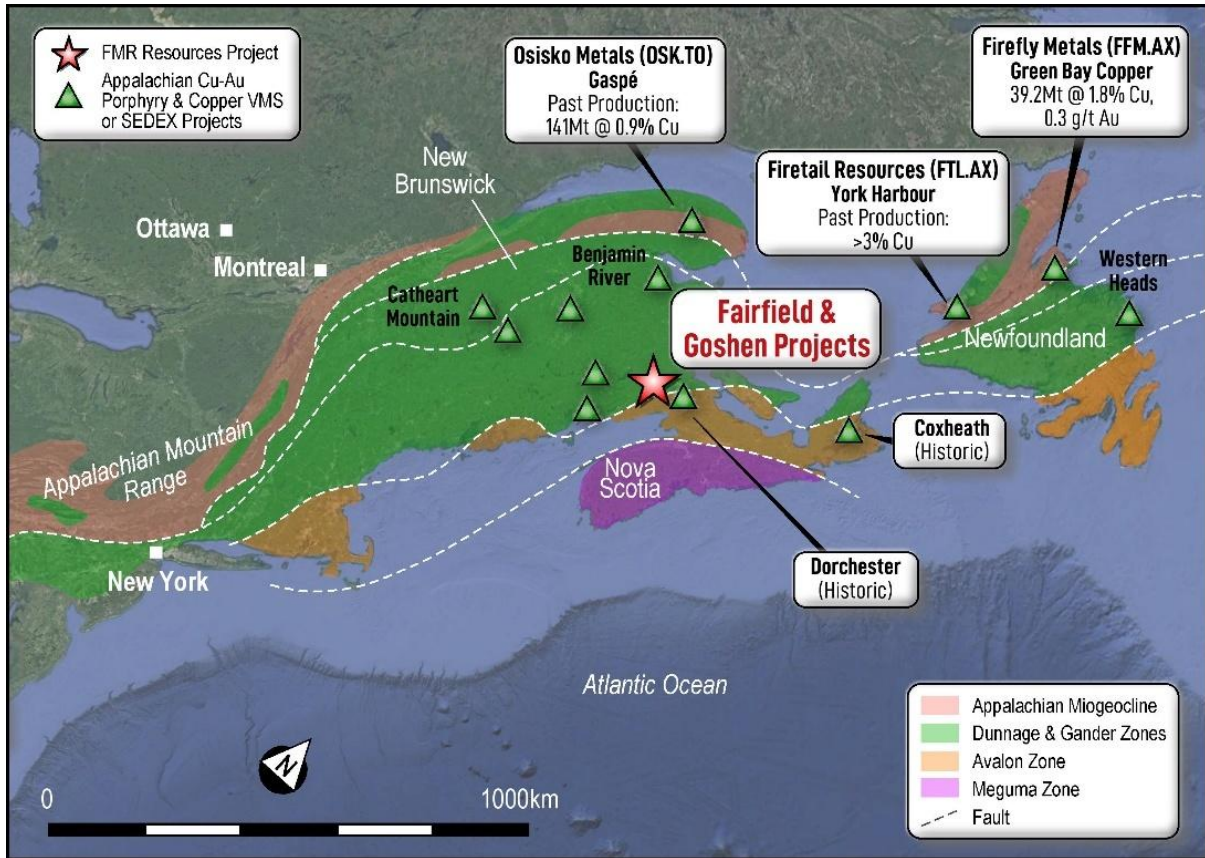 FMR Resources Project
Appalachian Cu-Au
Porphyry & Copper VMS
or SEDEX Projects
Osisko Metals (OSK.TO)
Gaspé
Past Production:
141Mt @ 0.9% Cu
Firefly Metals (FFM.AX)
Green Bay Copper
39.2Mt @ 1.8% Cu,
0.3 g/t Au
Firetail Resources (FTL.AX)
York Harbour
Past Production:
>3% Cu
New
Brunswick
Ottawa
Montreal
Benjamin
River
Western
Heads
Catheart
Mountain
Fairfield &
Goshen Projects
Newfoundland
Appalachian Mountain
Range
Coxheath
(Historic)
Nova
Scotia
New York
Dorchester
(Historic)
Atlantic Ocean
N
0
1000km
Appalachian Miogeocline
Dunnage & Gander Zones
Avalon Zone
Meguma Zone
Fault